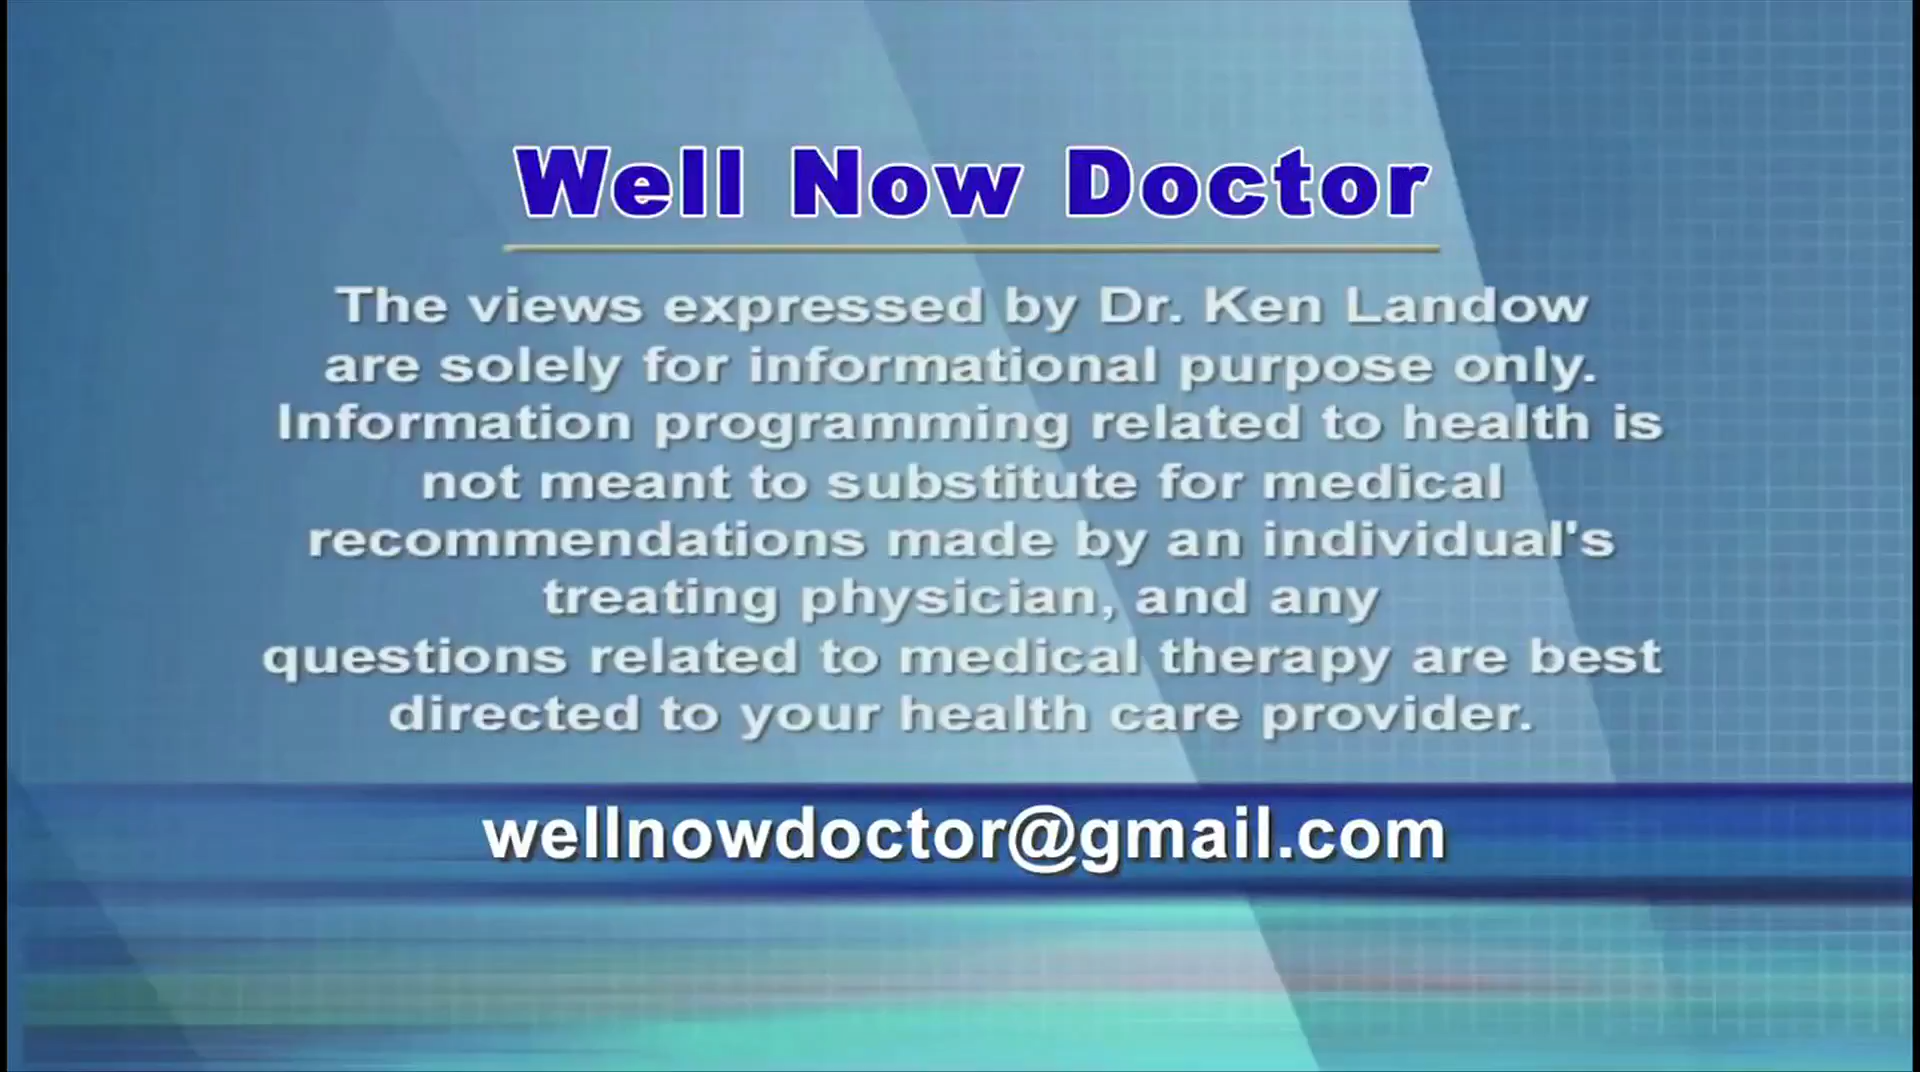 Well Now Doctor
The views expressed by Dr. Ken Landow
are solely for informational purpose only.
Information programming related to health is
not meant to substitute for medical
recommendations made by an individual's
treating physician, and any
questions related to medical therapy are best
directed to your health care provider.
wellnowdoctor@gmail.com